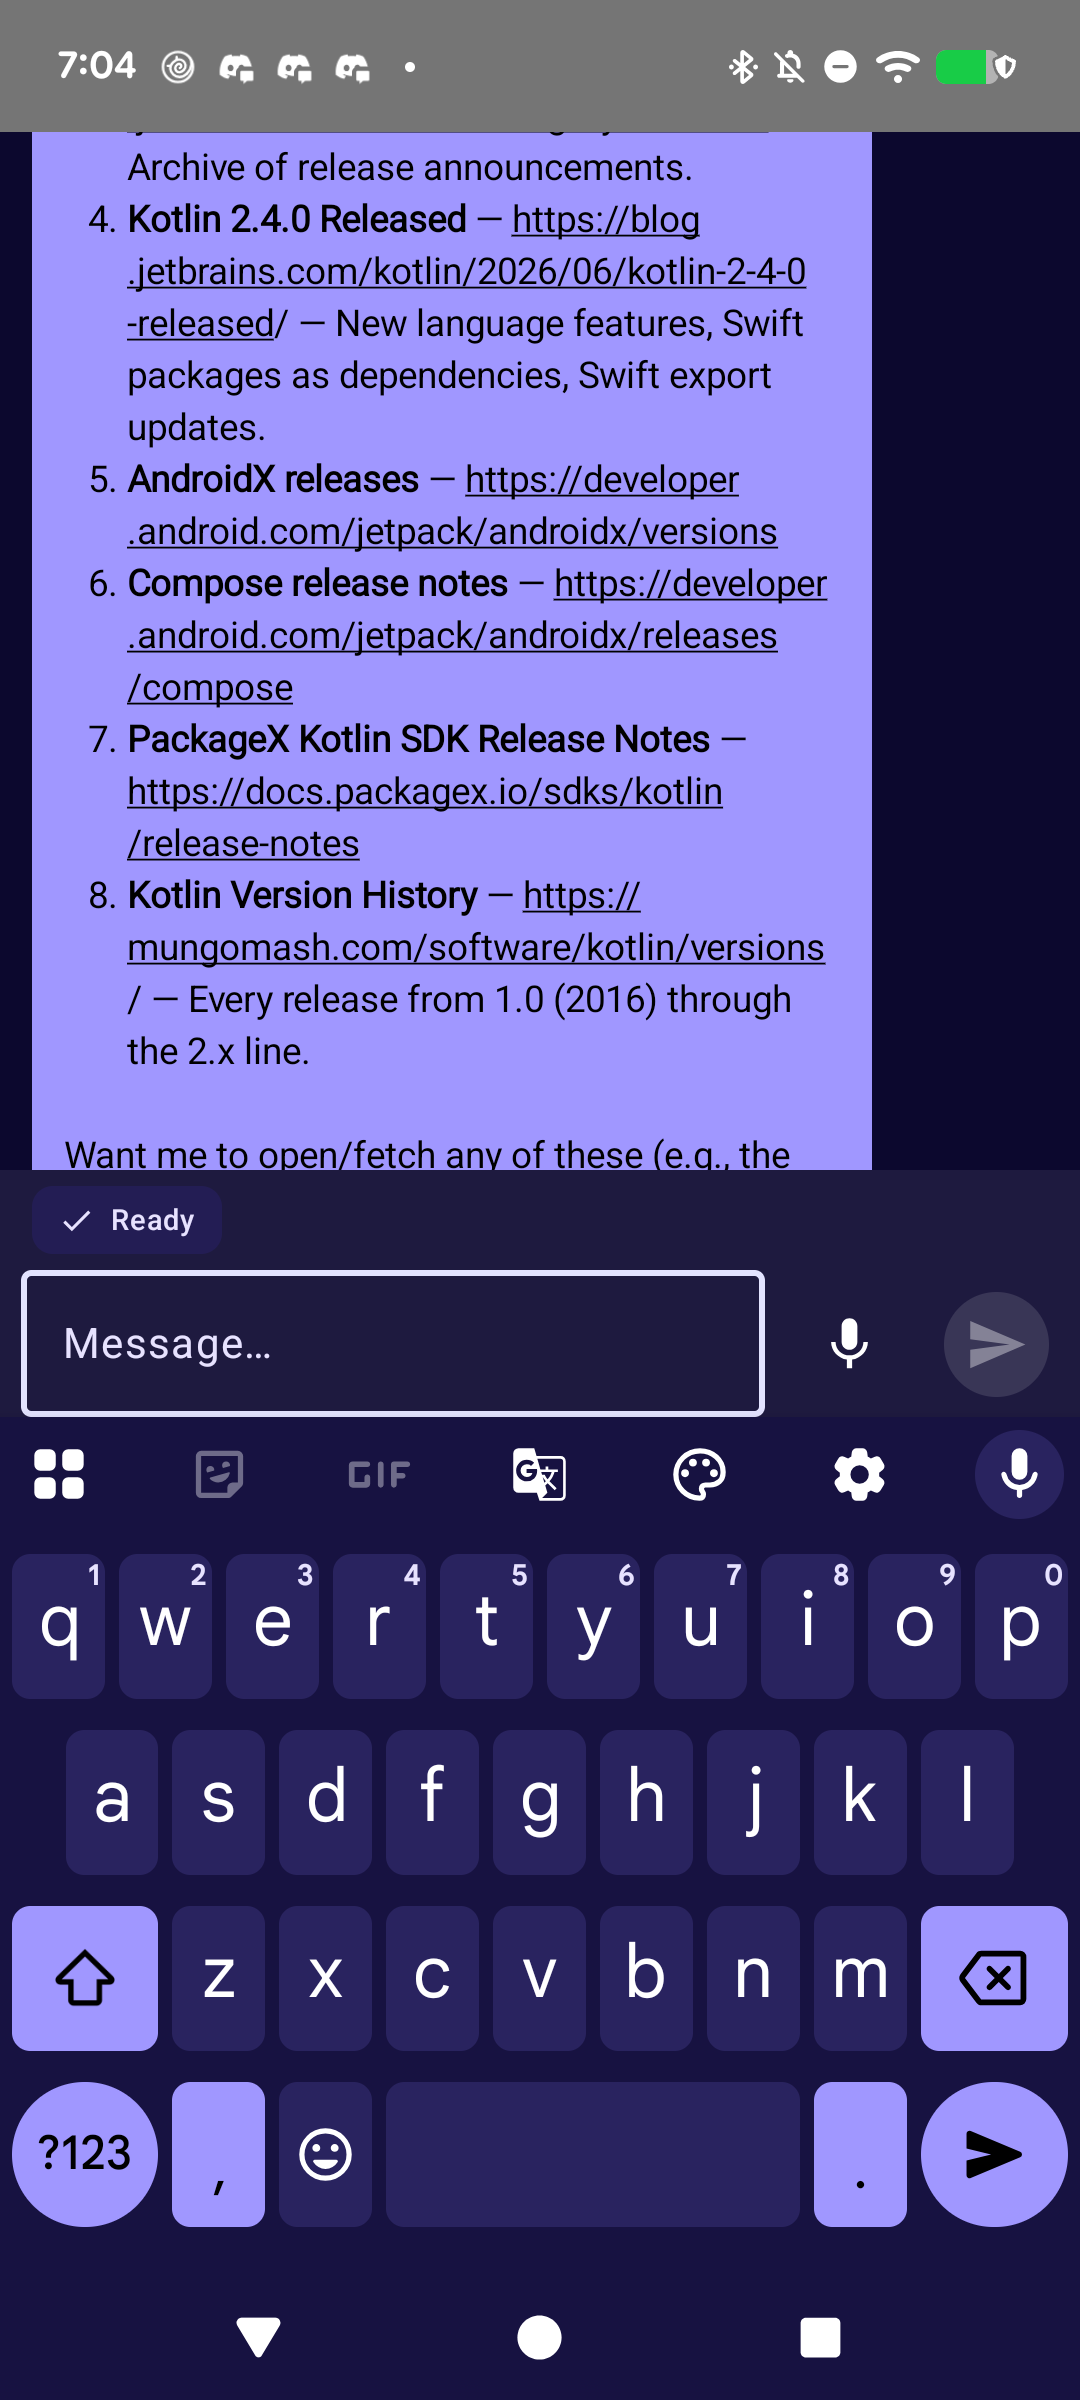 7:04
Archive of release announcements.
4. Kotlin 2.4.0 Released — https://blog
.jetbrains.com/kotlin/2026/06/kotlin-2-4-0
-released/ — New language features, Swift
packages as dependencies, Swift export
updates.
5. AndroidX releases — https://developer
.android.com/jetpack/androidx/versions
6. Compose release notes — https://developer
.android.com/jetpack/androidx/releases
/compose
7. PackageX Kotlin SDK Release Notes —
https://docs.packagex.io/sdks/kotlin
/release-notes
8. Kotlin Version History — https://
mungomash.com/software/kotlin/versions
/ — Every release from 1.0 (2016) through
the 2.x line.
Want me to open/fetch any of these (e.g., the
Ready
Message…
GIF
G 文
1 2 3 4 5 6 7 8 9 0
q w e r t y u i o p
a s d f g h j k l
z x c v b n m
?123 , .